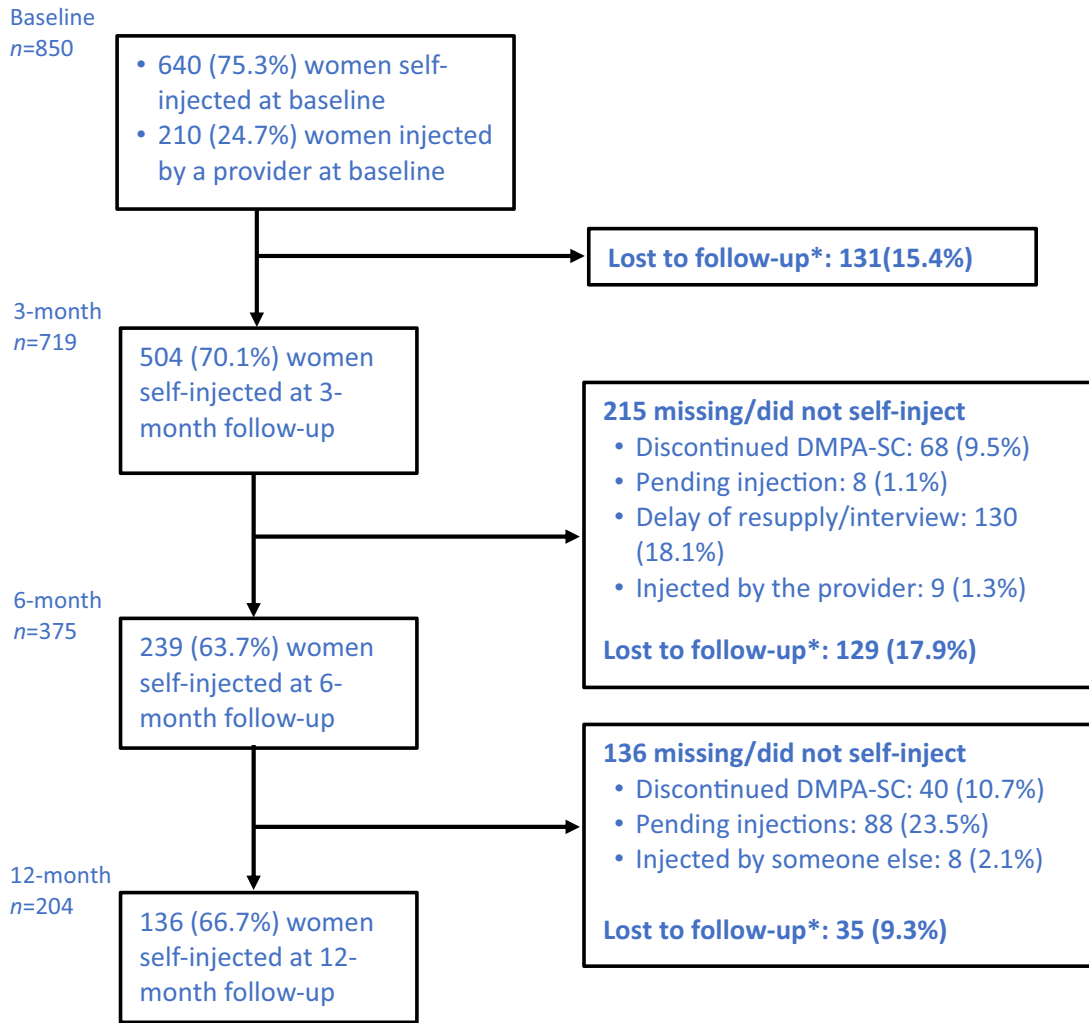 Baseline
n=850
• 640 (75.3%) women self-
injected at baseline
• 210 (24.7%) women injected
by a provider at baseline
Lost to follow-up*: 131(15.4%)
3-month
n=719
504 (70.1%) women
self-injected at 3-
month follow-up
215 missing/did not self-inject
• Discontinued DMPA-SC: 68 (9.5%)
• Pending injection: 8 (1.1%)
• Delay of resupply/interview: 130
(18.1%)
• Injected by the provider: 9 (1.3%)
Lost to follow-up*: 129 (17.9%)
6-month
n=375
239 (63.7%) women
self-injected at 6-
month follow-up
136 missing/did not self-inject
• Discontinued DMPA-SC: 40 (10.7%)
• Pending injections: 88 (23.5%)
• Injected by someone else: 8 (2.1%)
Lost to follow-up*: 35 (9.3%)
12-month
n=204
136 (66.7%) women
self-injected at 12-
month follow-up